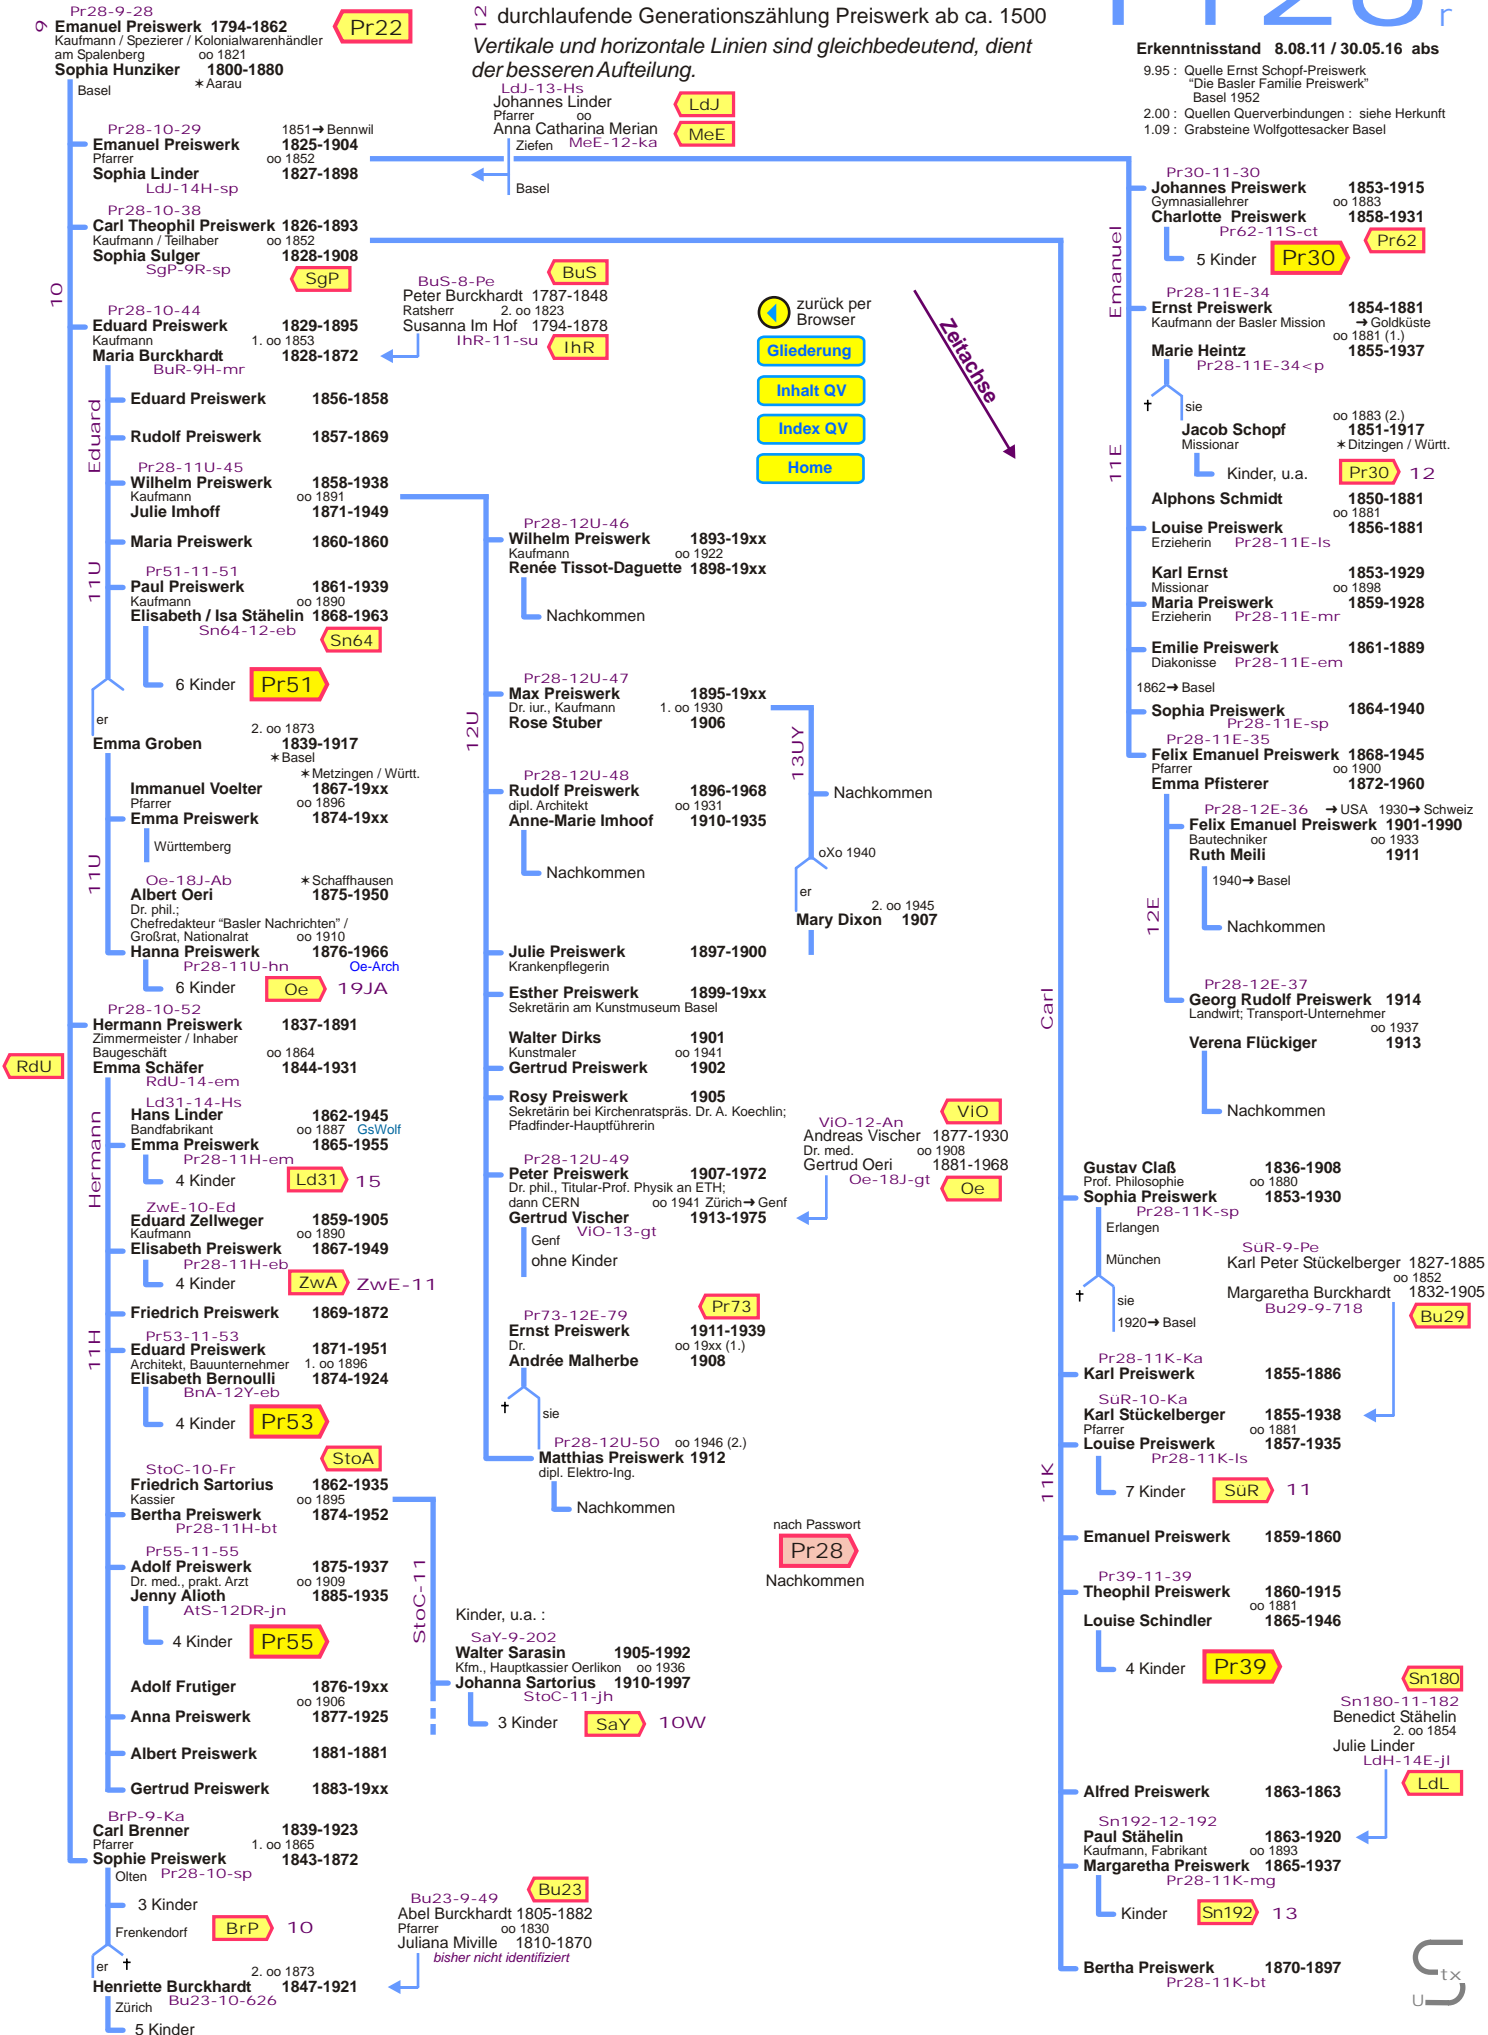 Pr28-9-28
9
Emanuel Preiswerk 1794-1862
Kaufmann / Spezierer / Kolonialwarenhändler
am Spalenberg oo 1821
Sophia Hunziker 1800-1880
✶Aarau
Basel
Pr22
12 durchlaufende Generationszählung Preiswerk ab ca. 1500
Vertikale und horizontale Linien sind gleichbedeutend, dient
der besseren Aufteilung.
Pr28r
Erkenntnisstand 8.08.11 / 30.05.16 abs
9.95 : Quelle Ernst Schopf-Preiswerk
"Die Basler Familie Preiswerk"
Basel 1952
2.00 : Quellen Querverbindungen : siehe Herkunft
1.09 : Grabsteine Wolfgottesacker Basel
LdJ-13-Hs
Johannes Linder
Pfarrer oo
Anna Catharina Merian
Ziefen MeE-12-ka
Basel
LdJ
MeE
10
Pr28-10-29 1851➔ Bennwil
Emanuel Preiswerk 1825-1904
Pfarrer oo 1852
Sophia Linder 1827-1898
LdJ-14H-sp
Pr28-10-38
Carl Theophil Preiswerk 1826-1893
Kaufmann / Teilhaber oo 1852
Sophia Sulger 1828-1908
SgP-9R-sp
SgP
Pr28-10-44
Eduard Preiswerk 1829-1895
Kaufmann 1. oo 1853
Maria Burckhardt 1828-1872
BuR-9H-mr
BuS-8-Pe
BuS
Peter Burckhardt 1787-1848
Ratsherr 2. oo 1823
Susanna Im Hof 1794-1878
IhR-11-su
IhR
zurück per
Browser
Gliederung
Inhalt QV
Index QV
Home
Zeitachse
Eduard
Eduard Preiswerk 1856-1858
Rudolf Preiswerk 1857-1869
Pr28-11U-45
Wilhelm Preiswerk 1858-1938
Kaufmann oo 1891
Julie Imhoff 1871-1949
Maria Preiswerk 1860-1860
11U
Pr51-11-51
Paul Preiswerk 1861-1939
Kaufmann oo 1890
Elisabeth / Isa Stähelin 1868-1963
Sn64-12-eb
Sn64
6 Kinder
Pr51
er
2. oo 1873
Emma Groben 1839-1917
✶Basel
✶Metzingen / Württ.
Immanuel Voelter 1867-19xx
Pfarrer oo 1896
Emma Preiswerk 1874-19xx
Württemberg
11U
Oe-18J-Ab ✶Schaffhausen
Albert Oeri 1875-1950
Dr. phil.;
Chefredakteur "Basler Nachrichten" /
Großrat, Nationalrat oo 1910
Hanna Preiswerk 1876-1966
Pr28-11U-hn Oe-Arch
6 Kinder
Oe
19JA
Pr28-10-52
Hermann Preiswerk 1837-1891
Zimmermeister / Inhaber
Baugeschäft oo 1864
Emma Schäfer 1844-1931
RdU-14-em
RdU
Hermann
Ld31-14-Hs
Hans Linder 1862-1945
Bandfabrikant oo 1887 GsWolf
Emma Preiswerk 1865-1955
Pr28-11H-em
4 Kinder
Ld31
15
ZwE-10-Ed
Eduard Zellweger 1859-1905
Kaufmann oo 1890
Elisabeth Preiswerk 1867-1949
Pr28-11H-eb
4 Kinder
ZwA
ZwE-11
Friedrich Preiswerk 1869-1872
11H
Pr53-11-53
Eduard Preiswerk 1871-1951
Architekt, Bauunternehmer 1. oo 1896
Elisabeth Bernoulli 1874-1924
BnA-12Y-eb
4 Kinder
Pr53
StoA
StoC-10-Fr
Friedrich Sartorius 1862-1935
Kassier oo 1895
Bertha Preiswerk 1874-1952
Pr28-11H-bt
Pr55-11-55
Adolf Preiswerk 1875-1937
Dr. med., prakt. Arzt oo 1909
Jenny Alioth 1885-1935
AtS-12DR-jn
4 Kinder
Pr55
Adolf Frutiger 1876-19xx
oo 1906
Anna Preiswerk 1877-1925
Albert Preiswerk 1881-1881
Gertrud Preiswerk 1883-19xx
BrP-9-Ka
Carl Brenner 1839-1923
Pfarrer 1. oo 1865
Sophie Preiswerk 1843-1872
Olten Pr28-10-sp
3 Kinder
Frenkendorf
BrP
10
er ✝
2. oo 1873
Henriette Burckhardt 1847-1921
Zürich Bu23-10-626
5 Kinder
Bu23-9-49
Bu23
Abel Burckhardt 1805-1882
Pfarrer oo 1830
Juliana Miville 1810-1870
bisher nicht identifiziert
12U
Pr28-12U-46
Wilhelm Preiswerk 1893-19xx
Kaufmann oo 1922
Renée Tissot-Daguette 1898-19xx
Nachkommen
Pr28-12U-47
Max Preiswerk 1895-19xx
Dr. iur., Kaufmann 1. oo 1930
Rose Stuber 1906
13UY
Nachkommen
oXo 1940
er
2. oo 1945
Mary Dixon 1907
Pr28-12U-48
Rudolf Preiswerk 1896-1968
dipl. Architekt oo 1931
Anne-Marie Imhoof 1910-1935
Nachkommen
Julie Preiswerk 1897-1900
Krankenpflegerin
Esther Preiswerk 1899-19xx
Sekretärin am Kunstmuseum Basel
Walter Dirks 1901
Kunstmaler oo 1941
Gertrud Preiswerk 1902
Rosy Preiswerk 1905
Sekretärin bei Kirchenratspräs. Dr. A. Koechlin;
Pfadfinder-Hauptführerin
Pr28-12U-49
Peter Preiswerk 1907-1972
Dr. phil., Titular-Prof. Physik an ETH;
dann CERN oo 1941 Zürich➔ Genf
Gertrud Vischer 1913-1975
ViO-13-gt
Genf
ohne Kinder
ViO
ViO-12-An
Andreas Vischer 1877-1930
Dr. med. oo 1908
Gertrud Oeri 1881-1968
Oe-18J-gt
Oe
Pr73
Pr73-12E-79
Ernst Preiswerk 1911-1939
Dr. oo 19xx (1.)
Andrée Malherbe 1908
✝ sie
Pr28-12U-50 oo 1946 (2.)
Matthias Preiswerk 1912
dipl. Elektro-Ing.
Nachkommen
nach Passwort
Pr28
Nachkommen
StoC-11
Kinder, u.a. :
SaY-9-202
Walter Sarasin 1905-1992
Kfm., Hauptkassier Oerlikon oo 1936
Johanna Sartorius 1910-1997
StoC-11-jh
3 Kinder
SaY
10W
Emanuel
Pr30-11-30
Johannes Preiswerk 1853-1915
Gymnasiallehrer oo 1883
Charlotte Preiswerk 1858-1931
Pr62-11S-ct
Pr62
5 Kinder
Pr30
Pr28-11E-34
Ernst Preiswerk 1854-1881
Kaufmann der Basler Mission ➔ Goldküste
oo 1881 (1.)
Marie Heintz 1855-1937
Pr28-11E-34<p
✝ sie
oo 1883 (2.)
Jacob Schopf 1851-1917
Missionar ✶Ditzingen / Württ.
Kinder, u.a.
Pr30
12
11E
Alphons Schmidt 1850-1881
oo 1881
Louise Preiswerk 1856-1881
Erzieherin Pr28-11E-ls
Karl Ernst 1853-1929
Missionar oo 1898
Maria Preiswerk 1859-1928
Erzieherin Pr28-11E-mr
Emilie Preiswerk 1861-1889
Diakonisse Pr28-11E-em
1862➔ Basel
Sophia Preiswerk 1864-1940
Pr28-11E-sp
Pr28-11E-35
Felix Emanuel Preiswerk 1868-1945
Pfarrer oo 1900
Emma Pfisterer 1872-1960
12E
Pr28-12E-36 ➔ USA 1930➔ Schweiz
Felix Emanuel Preiswerk 1901-1990
Bautechniker oo 1933
Ruth Meili 1911
1940➔ Basel
Nachkommen
Pr28-12E-37
Georg Rudolf Preiswerk 1914
Landwirt; Transport-Unternehmer
oo 1937
Verena Flückiger 1913
Nachkommen
Carl
Gustav Claß 1836-1908
Prof. Philosophie oo 1880
Sophia Preiswerk 1853-1930
Pr28-11K-sp
Erlangen
München
✝ sie
1920➔ Basel
SüR-9-Pe
Karl Peter Stückelberger 1827-1885
oo 1852
Margaretha Burckhardt 1832-1905
Bu29-9-718
Bu29
Pr28-11K-Ka
Karl Preiswerk 1855-1886
11K
SüR-10-Ka
Karl Stückelberger 1855-1938
Pfarrer oo 1881
Louise Preiswerk 1857-1935
Pr28-11K-ls
7 Kinder
SüR
11
Emanuel Preiswerk 1859-1860
Pr39-11-39
Theophil Preiswerk 1860-1915
oo 1881
Louise Schindler 1865-1946
4 Kinder
Pr39
Sn180
Sn180-11-182
Benedict Stähelin
2. oo 1854
Julie Linder
LdH-14E-jl
LdL
Alfred Preiswerk 1863-1863
Sn192-12-192
Paul Stähelin 1863-1920
Kaufmann, Fabrikant oo 1893
Margaretha Preiswerk 1865-1937
Pr28-11K-mg
Kinder
Sn192
13
Bertha Preiswerk 1870-1897
Pr28-11K-bt
tx
U